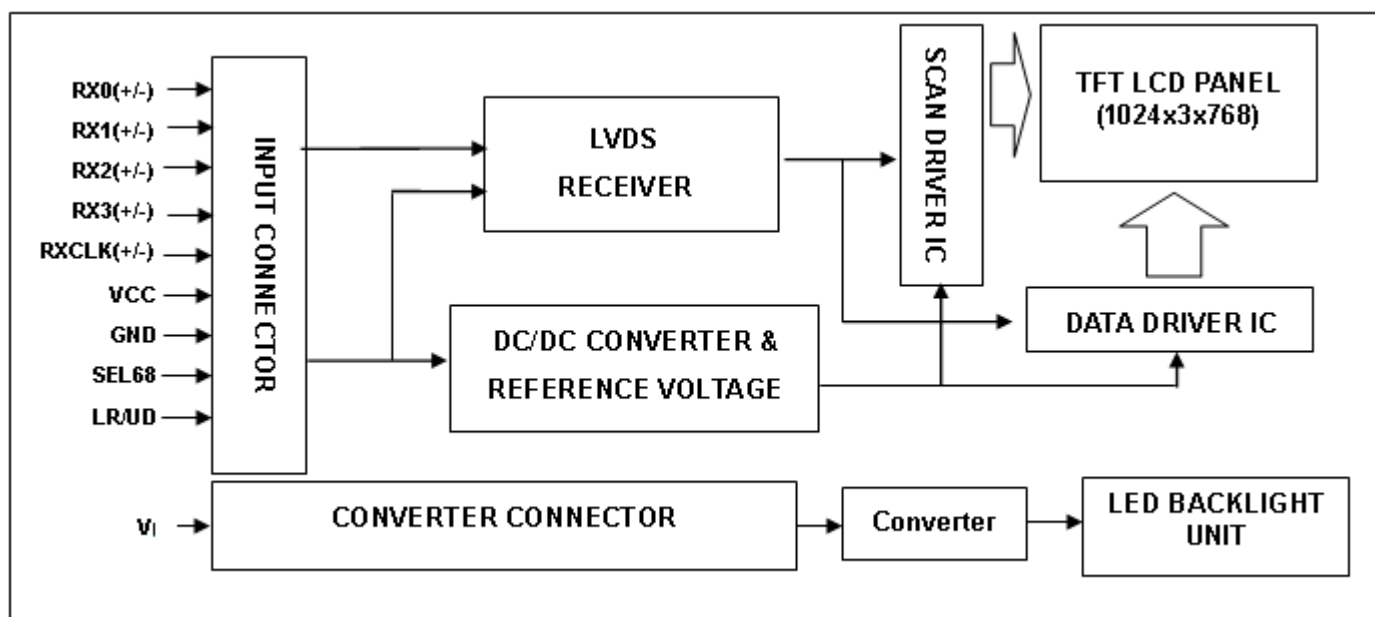 RX0(+/-)
RX1(+/-)
RX2(+/-)
RX3(+/-)
RXCLK(+/-)
VCC
GND
SEL68
LR/UD
INPUT CONNECTOR
LVDS
RECEIVER
DC/DC CONVERTER &
REFERENCE VOLTAGE
SCAN DRIVER IC
TFT LCD PANEL
(1024x3x768)
DATA DRIVER IC
VI
CONVERTER CONNECTOR
Converter
LED BACKLIGHT
UNIT